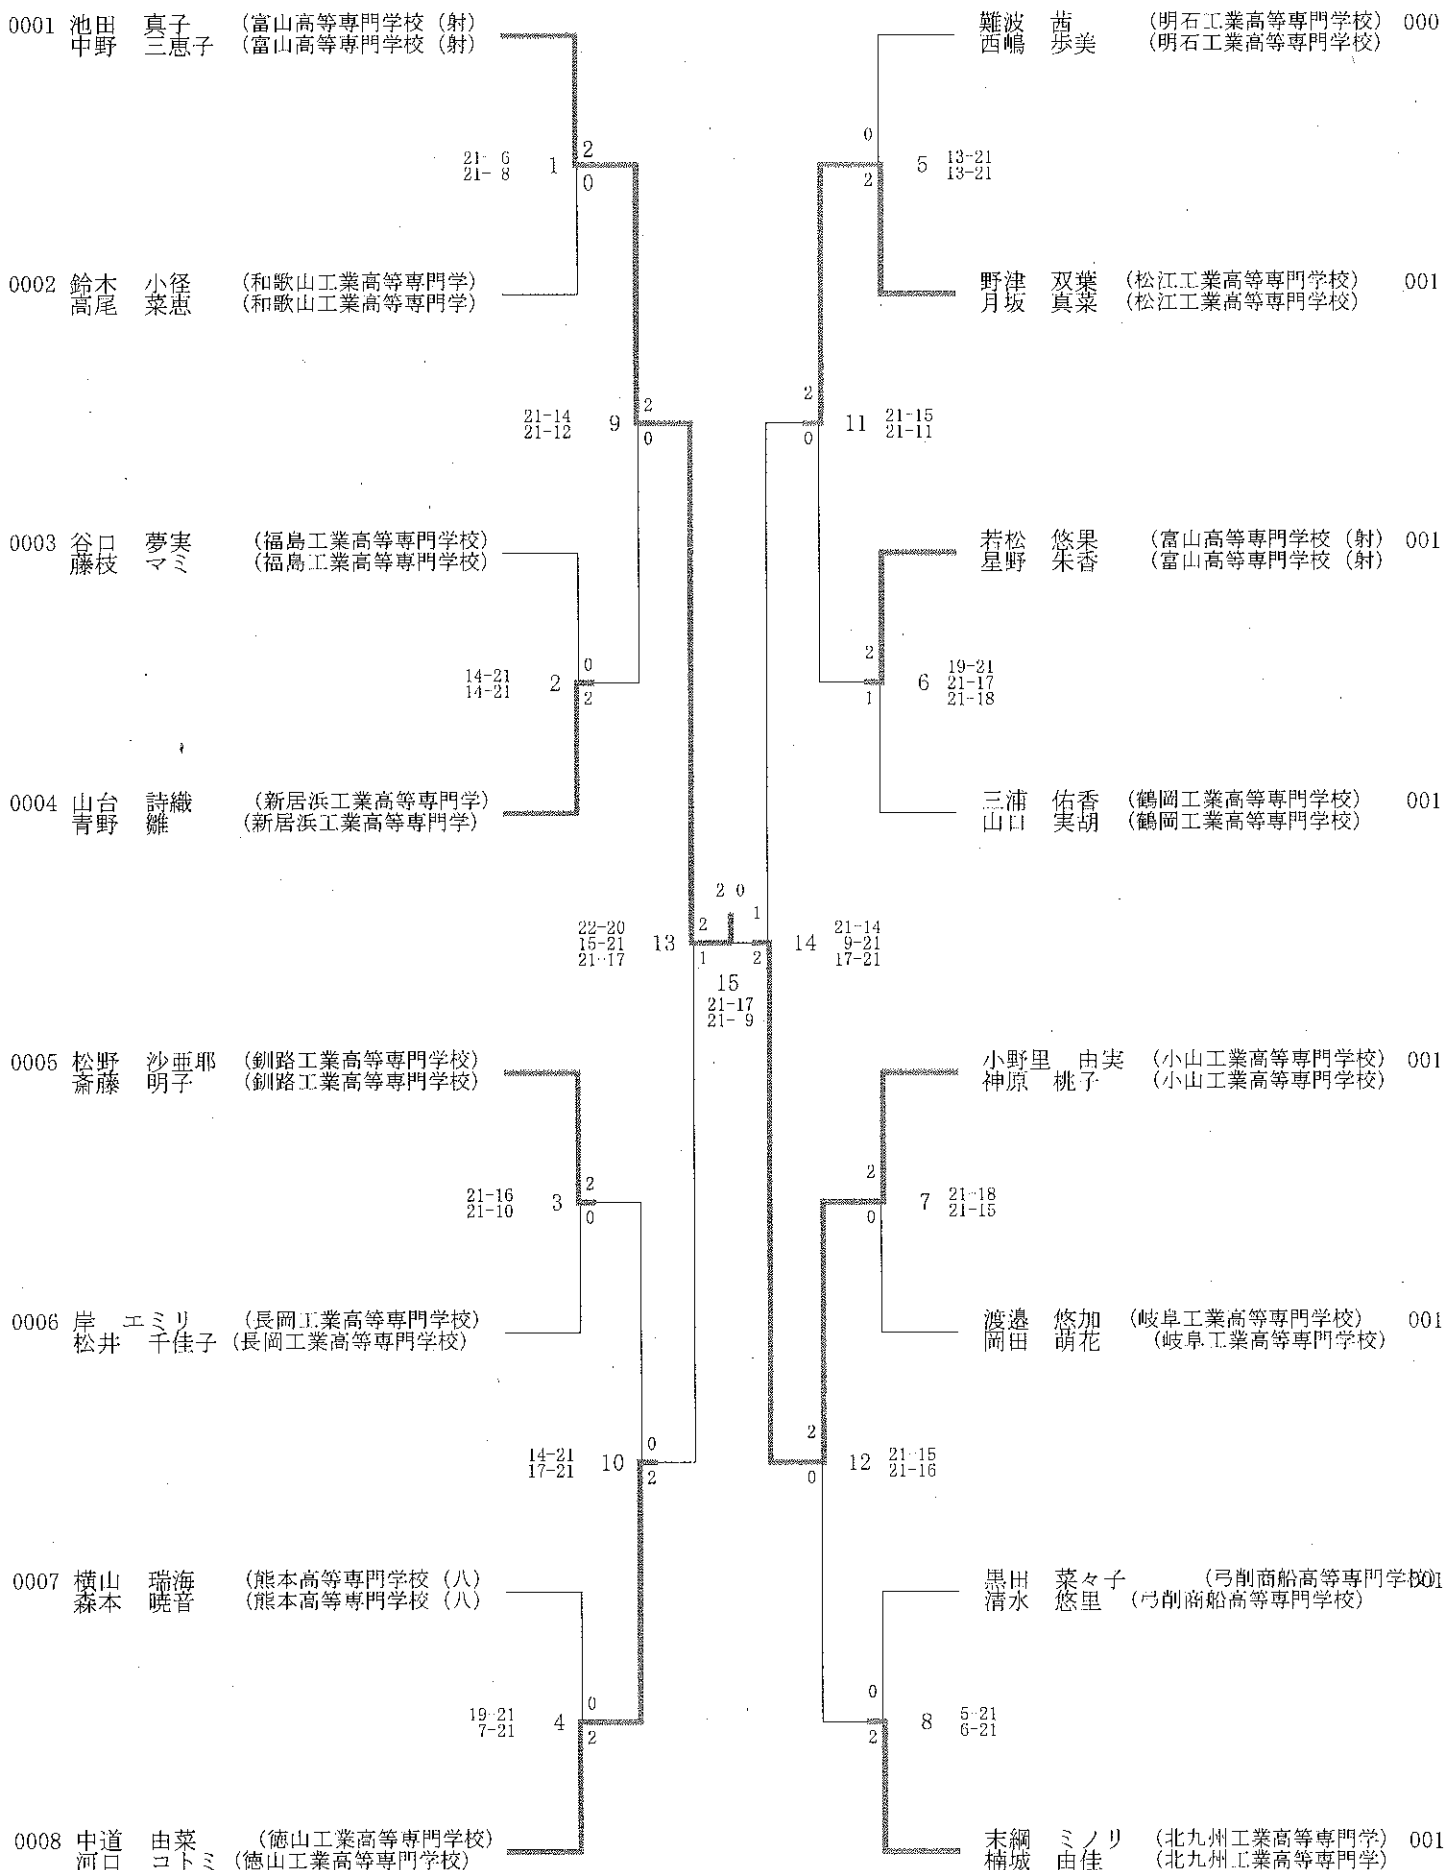 0001 池田 真子 (富山高等専門学校 (射)
中野 三恵子 (富山高等専門学校 (射)
21- 6
21- 8
1
2
0
0002 鈴木 小径 (和歌山工業高等専門学)
高尾 菜恵 (和歌山工業高等専門学)
21-14
21-12
9
2
0
0003 谷口 夢実 (福島工業高等専門学校)
藤枝 マミ (福島工業高等専門学校)
14-21
14-21
2
0
2
0004 山台 詩織 (新居浜工業高等専門学)
青野 雛 (新居浜工業高等専門学)
22-20
15-21
21-17
13
2
1
0005 松野 沙亜耶 (釧路工業高等専門学校)
斎藤 明子 (釧路工業高等専門学校)
21-16
21-10
3
2
0
0006 岸 エミリ (長岡工業高等専門学校)
松井 千佳子 (長岡工業高等専門学校)
14-21
17-21
10
0
2
0007 横山 瑞海 (熊本高等専門学校 (八)
森本 暁音 (熊本高等専門学校 (八)
19-21
7-21
4
0
2
0008 中道 由菜 (徳山工業高等専門学校)
河口 コトミ (徳山工業高等専門学校)
2 0
15
21-17
21- 9
難波 茜 (明石工業高等専門学校) 000
西嶋 歩美 (明石工業高等専門学校)
0
2
5
13-21
13-21
野津 双葉 (松江工業高等専門学校) 001
月坂 真菜 (松江工業高等専門学校)
2
0
11
21-15
21-11
若松 悠果 (富山高等専門学校 (射) 001
星野 朱香 (富山高等専門学校 (射)
2
1
6
19-21
21-17
21-18
三浦 佑香 (鶴岡工業高等専門学校) 001
山口 実胡 (鶴岡工業高等専門学校)
1
2
14
21-14
9-21
17-21
小野里 由実 (小山工業高等専門学校) 001
神原 桃子 (小山工業高等専門学校)
2
0
7
21-18
21-15
渡邉 悠加 (岐阜工業高等専門学校) 001
岡田 萌花 (岐阜工業高等専門学校)
2
0
12
21-15
21-16
黒田 菜々子 (弓削商船高等専門学校)001
清水 悠里 (弓削商船高等専門学校)
0
2
8
5-21
6-21
末綱 ミノリ (北九州工業高等専門学) 001
楠城 由佳 (北九州工業高等専門学)